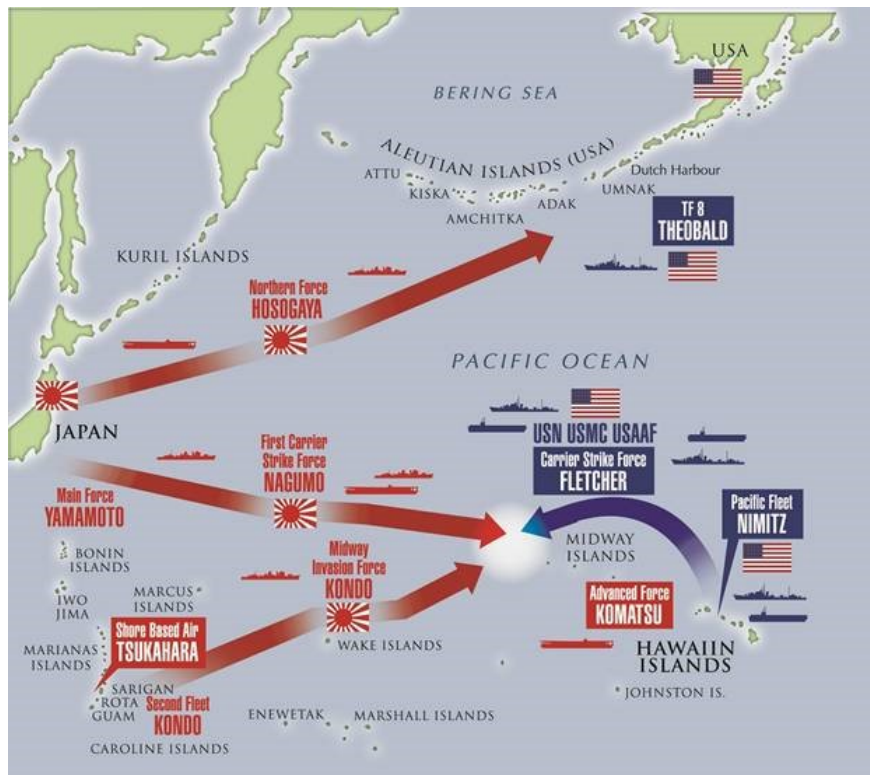 USA
BERING SEA
ALEUTIAN ISLANDS (USA)
ATTU
KISKA
AMCHITKA
ADAK
UMNAK
Dutch Harbour
TF 8
THEOBALD
KURIL ISLANDS
Northern Force
HOSOGAYA
PACIFIC OCEAN
JAPAN
USN USMC USAAF
Carrier Strike Force
FLETCHER
First Carrier
Strike Force
NAGUMO
Main Force
YAMAMOTO
Pacific Fleet
NIMITZ
BONIN
ISLANDS
MIDWAY
ISLANDS
Midway
Invasion Force
KONDO
IWO
JIMA
MARCUS
ISLANDS
Advanced Force
KOMATSU
Shore Based Air
TSUKAHARA
MARIANAS
ISLANDS
WAKE ISLANDS
HAWAIIN
ISLANDS
SARIGAN
ROTA
GUAM
Second Fleet
KONDO
JOHNSTON IS.
ENEWETAK
MARSHALL ISLANDS
CAROLINE ISLANDS